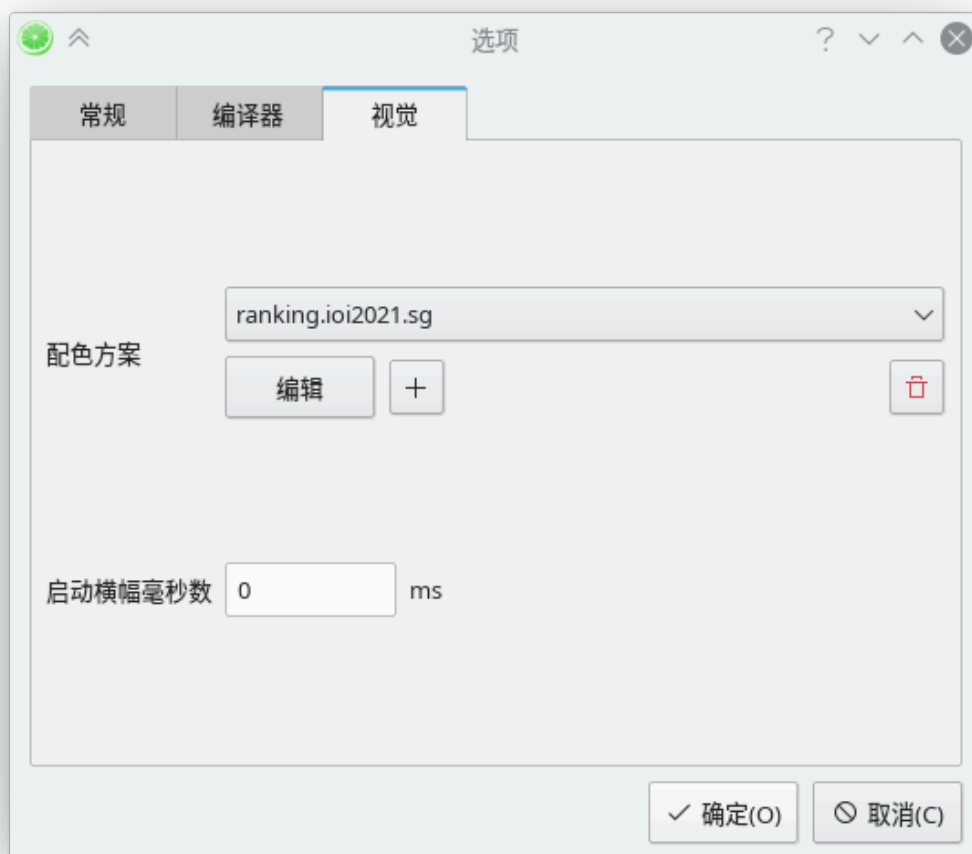 选项
常规 编译器 视觉
ranking.ioi2021.sg
配色方案
编辑 +
启动横幅毫秒数 0 ms
确定(O) 取消(C)